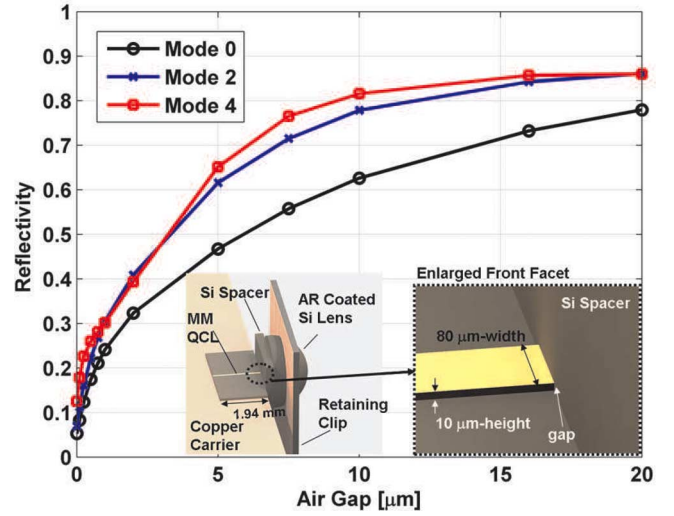 1
0.9
0.8
0.7
0.6
0.5
0.4
0.3
0.2
0.1
0
Reflectivity
Mode 0
Mode 2
Mode 4
Si Spacer
AR Coated
Si Lens
MM
QCL
1.94 mm
Copper
Carrier
Retaining
Clip
Enlarged Front Facet
Si Spacer
80 μm-width
10 μm-height
gap
0
5
10
15
20
Air Gap [μm]